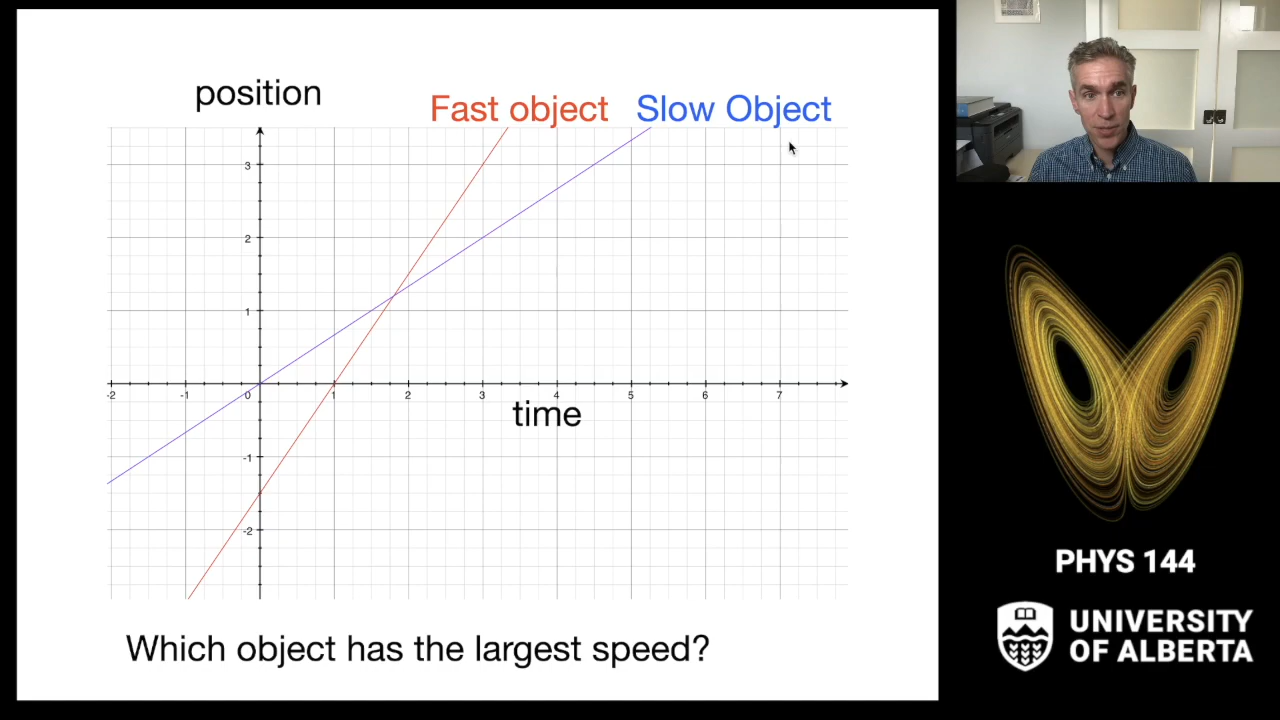 position
Fast object
Slow Object
3
2
1
-2
-1
0
1
2
3
4
5
6
7
time
-1
-2
Which object has the largest speed?
PHYS 144
UNIVERSITY
OF ALBERTA